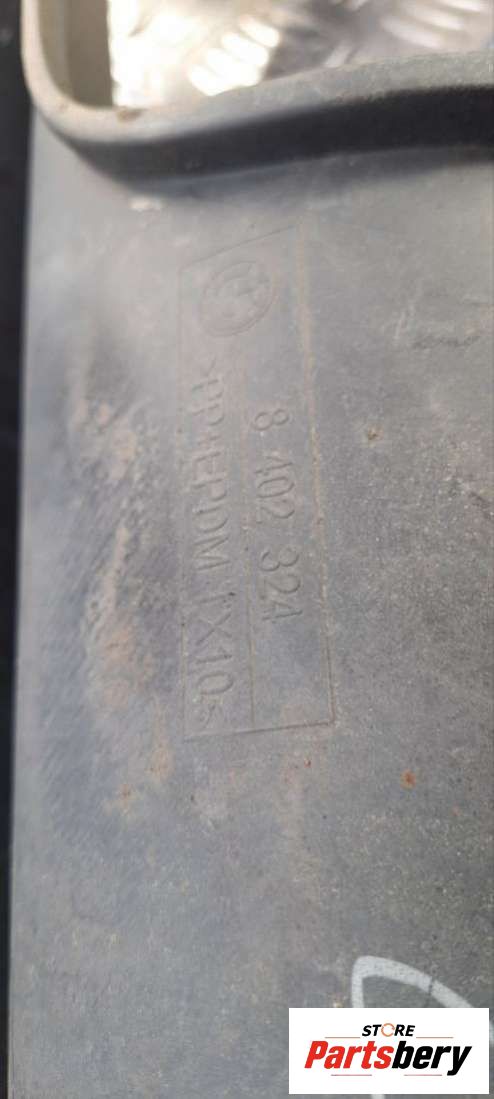 8 402 324
>PP+EPDM TX10<
STORE
Partsbery